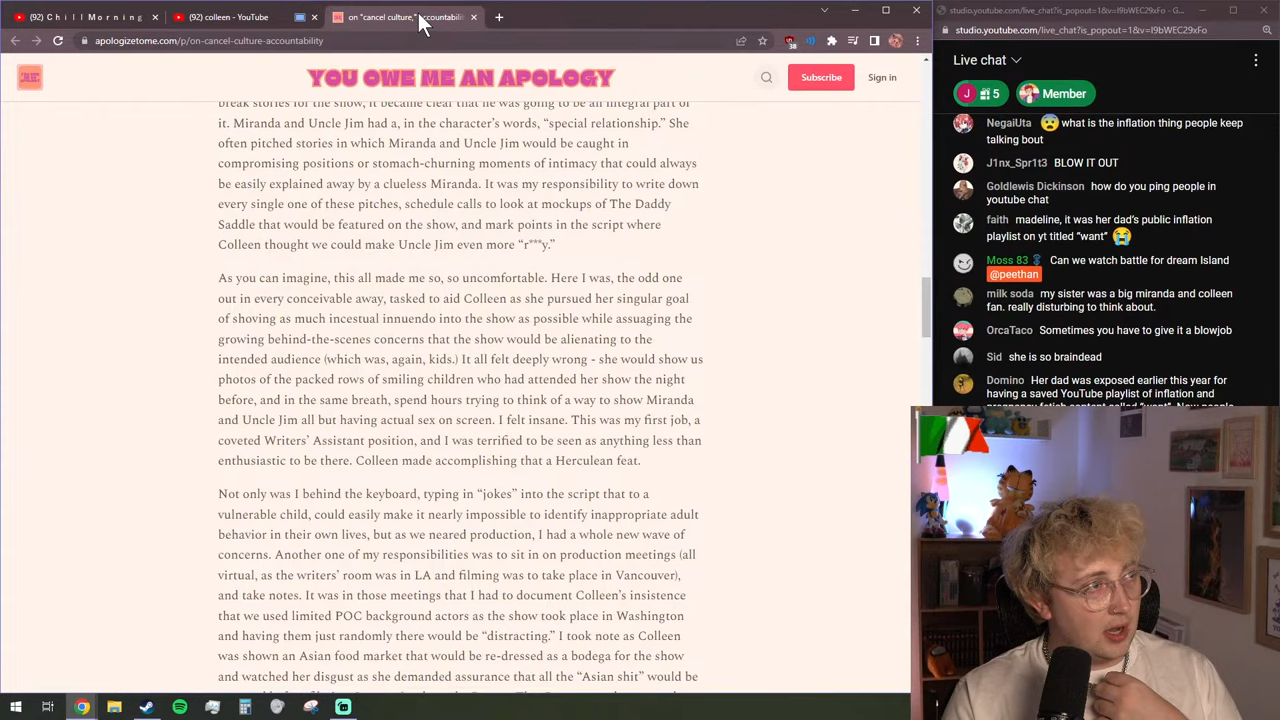 (92) C h i l l M o r n i n g
(92) colleen - YouTube
on "cancel culture," accountabilit
studio.youtube.com/live_chat?is_popout=1&v=I9bWEC29xFo
apologizetome.com/p/on-cancel-culture-accountability
38
studio.youtube.com/live_chat?is_popout=1&v=I9bWEC29xFo
YOU OWE ME AN APOLOGY
Subscribe
Sign in
break stories for the show, it became clear that he was going to be an integral part of
it. Miranda and Uncle Jim had a, in the character's words, “special relationship.” She
often pitched stories in which Miranda and Uncle Jim would be caught in
compromising positions or stomach-churning moments of intimacy that could always
be easily explained away by a clueless Miranda. It was my responsibility to write down
every single one of these pitches, schedule calls to look at mockups of The Daddy
Saddle that would be featured on the show, and mark points in the script where
Colleen thought we could make Uncle Jim even more “r***y.”
As you can imagine, this all made me so, so uncomfortable. Here I was, the odd one
out in every conceivable away, tasked to aid Colleen as she pursued her singular goal
of shoving as much incestual innuendo into the show as possible while assuaging the
growing behind-the-scenes concerns that the show would be alienating to the
intended audience (which was, again, kids.) It all felt deeply wrong - she would show us
photos of the packed rows of smiling children who had attended her show the night
before, and in the same breath, spend hours trying to think of a way to show Miranda
and Uncle Jim all but having actual sex on screen. I felt insane. This was my first job, a
coveted Writers' Assistant position, and I was terrified to be seen as anything less than
enthusiastic to be there. Colleen made accomplishing that a Herculean feat.
Not only was I behind the keyboard, typing in “jokes” into the script that to a
vulnerable child, could easily make it nearly impossible to identify inappropriate adult
behavior in their own lives, but as we neared production, I had a whole new wave of
concerns. Another one of my responsibilities was to sit in on production meetings (all
virtual, as the writers' room was in LA and filming was to take place in Vancouver),
and take notes. It was in those meetings that I had to document Colleen's insistence
that we used limited POC background actors as the show took place in Washington
and having them just randomly there would be “distracting.” I took note as Colleen
was shown an Asian food market that would be re-dressed as a bodega for the show
and watched her disgust as she demanded assurance that all the “Asian shit” would be
Live chat
J 5
Member
NegaiUta what is the inflation thing people keep
talking bout
J1nx_Spr1t3 BLOW IT OUT
Goldlewis Dickinson how do you ping people in
youtube chat
faith madeline, it was her dad's public inflation
playlist on yt titled “want”
Moss 83 Can we watch battle for dream Island
@peethan
milk soda my sister was a big miranda and colleen
fan. really disturbing to think about.
OrcaTaco Sometimes you have to give it a blowjob
Sid she is so braindead
Domino Her dad was exposed earlier this year for
having a saved YouTube playlist of inflation and
pregnancy fetish content called “want”. Now people